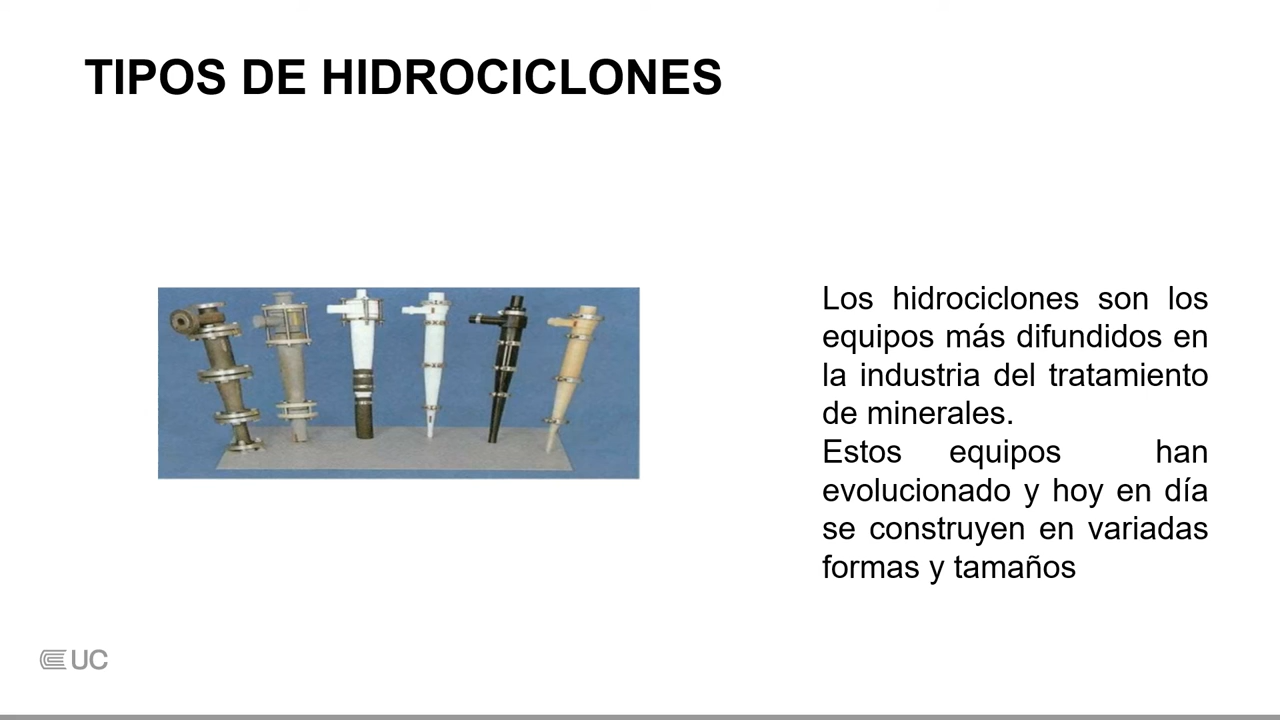 TIPOS DE HIDROCICLONES
Los hidrociclones son los
equipos más difundidos en
la industria del tratamiento
de minerales.
Estos equipos han
evolucionado y hoy en día
se construyen en variadas
formas y tamaños
UC